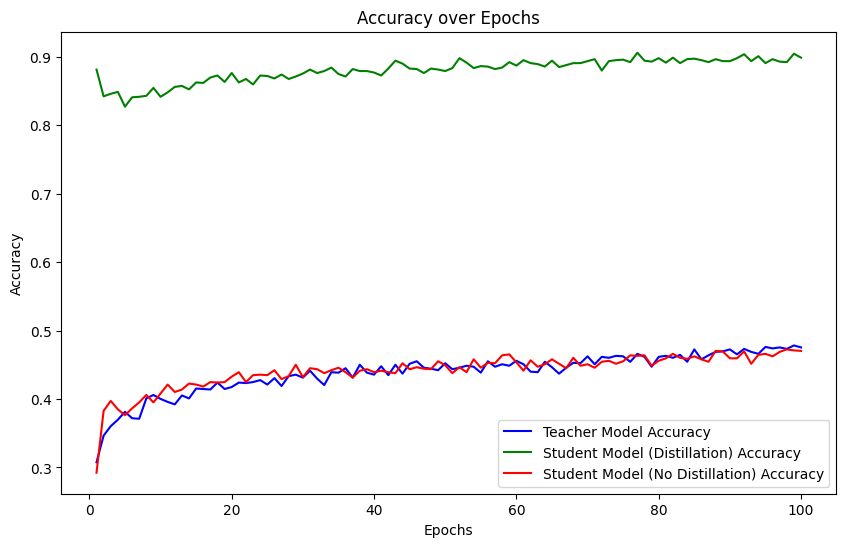 Accuracy over Epochs
Accuracy
0.9
0.8
0.7
0.6
0.5
0.4
0.3
0
20
40
60
80
100
Epochs
Teacher Model Accuracy
Student Model (Distillation) Accuracy
Student Model (No Distillation) Accuracy